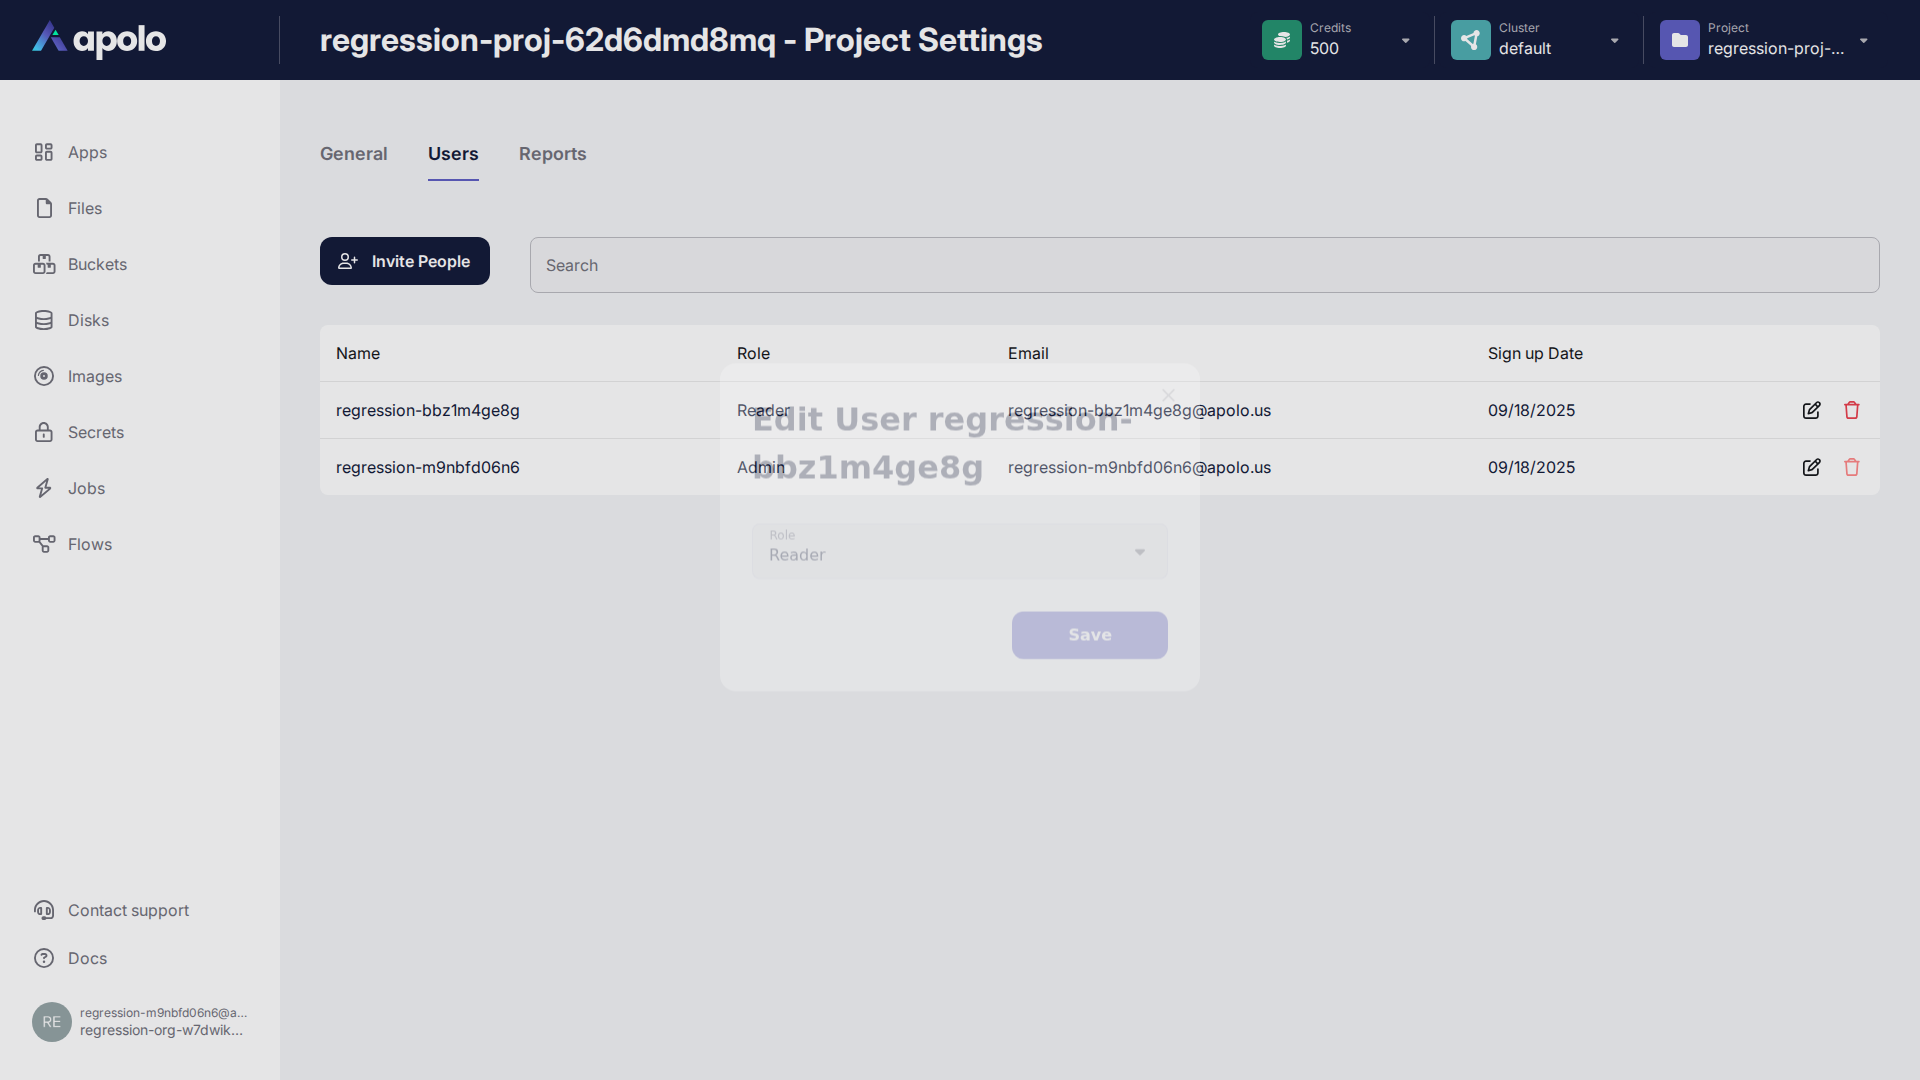 apolo
regression-proj-62d6dmd8mq - Project Settings
Credits
500
Cluster
default
Project
regression-proj-...
Apps
Files
Buckets
Disks
Images
Secrets
Jobs
Flows
Contact support
Docs
RE
regression-m9nbfd06n6@a...
regression-org-w7dwik...
General
Users
Reports
Invite People
Search
Name
Role
Email
Sign up Date
regression-bbz1m4ge8g
Reader
regression-bbz1m4ge8g@apolo.us
09/18/2025
regression-m9nbfd06n6
Admin
regression-m9nbfd06n6@apolo.us
09/18/2025
Edit User regression-
bbz1m4ge8g
Role
Reader
Save